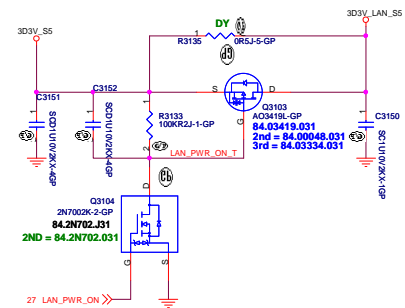 3D3V_S5
3D3V_LAN_S5
DY
1
2
R3135
0R5J-5-GP
C3151
SCD1U10V2KX-4GP
C3152
SCD1U10V2KX-4GP
2
1
R3133
100KR2J-1-GP
S
D
G
Q3103
AO3419L-GP
84.03419.031
2nd = 84.00048.031
3rd = 84.03334.031
C3150
SC1U10V2KX-1GP
LAN_PWR_ON_T
D
Q3104
2N7002K-2-GP
84.2N702.J31
2ND = 84.2N702.031
G
S
27 LAN_PWR_ON